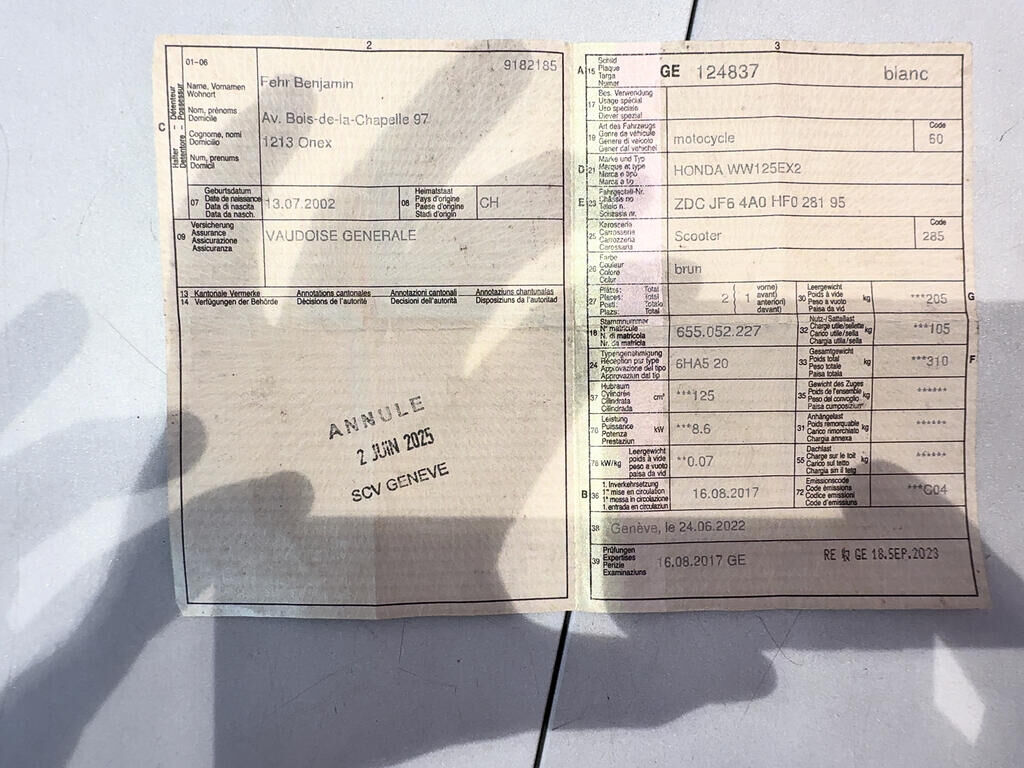 2
01-06
9182185
Détenteur Possessur
Halter Detentore
C
Name, Vornamen
Wohnort
Nom, prénoms
Domicile
Cognome, nomi
Domicilio
Num, prenums
Domicil
Fehr Benjamin
Av. Bois-de-la-Chapelle 97
1213 Onex
07
Geburtsdatum
Date de naissance
Data di nascita
Data da nasch.
13.07.2002
08
Heimatstaat
Pays d'origine
Paese d'origine
Stadi d'origin
CH
09
Versicherung
Assurance
Assicurazione
Assicuranza
VAUDOISE GENERALE
13 Kantonale Vermerke Annotations cantonales Annotazioni cantonali Annotaziuns chantunalas
14 Verfügungen der Behörde Décisions de l'autorité Decisioni dell'autorità Disposiziuns da l'autoritad
ANNULE
2 JUIN 2025
SCV GENEVE
3
A 15
Schild
Plaque
Targa
Numer
GE 124837 blanc
17
Bes. Verwendung
Usage spécial
Uso speciale
Diever spezial
19
Art des Fahrzeugs
Genre de véhicule
Genere di veicolo
Gener dal vehichel
motocycle
Code
60
D 21
Marke und Typ
Marque et type
Marca e tipo
Marca e tip
HONDA WW125EX2
E 23
Fahrgestell-Nr.
Châssis no
Telaio n.
Schassis nr.
ZDC JF6 4A0 HF0 281 95
25
Karosserie
Carrosserie
Carrozzeria
Carossaria
Scooter
Code
285
26
Farbe
Couleur
Colore
Colur
brun
27
Plätze: Total
Places: Total
Posti: Totale
Plazs: Total
2 { 1
vorne)
avant)
anteriori)
davant)
30
Leergewicht
Poids à vide
Peso a vuoto
Paisa da vid
kg
***205
G
18
Stammnummer
N° matricule
N. di matricola
Nr. da matricla
655.052.227
32
Nutz-/Sattellast
Charge utile/sellette
Carico utile/sella
Chargia utila/sella
kg
***105
24
Typengenehmigung
Réception par type
Approvazione del tipo
Approvaziun dal tip
6HA5 20
33
Gesamtgewicht
Poids total
Peso totale
Paisa totala
kg
***310
F
37
Hubraum
Cylindrée
Cilindrata
Cilindrada
cm³
***125
35
Gewicht des Zuges
Poids de l'ensemble
Peso del convoglio
Paisa cumposiziun
kg
******
76
Leistung
Puissance
Potenza
Prestaziun
kW
***8.6
31
Anhängelast
Poids remorquable
Carico rimorchiato
Chargia annexa
kg
******
78 kW/kg
Leergewicht
poids à vide
peso a vuoto
paisa da vid
**0.07
55
Dachlast
Charge sur le toit
Carico sul tetto
Chargia sin il tetg
kg
******
B 36
1. Inverkehrsetzung
1re mise en circulation
1a messa in circolazione
1. entrada en circulaziun
16.08.2017
72
Emissionscode
Code émissions
Codice emissioni
Code d'emissiuns
***G04
38
Genève, le 24.06.2022
39
Prüfungen
Expertises
Perizie
Examinaziuns
16.08.2017 GE
RE GE 18.SEP.2023